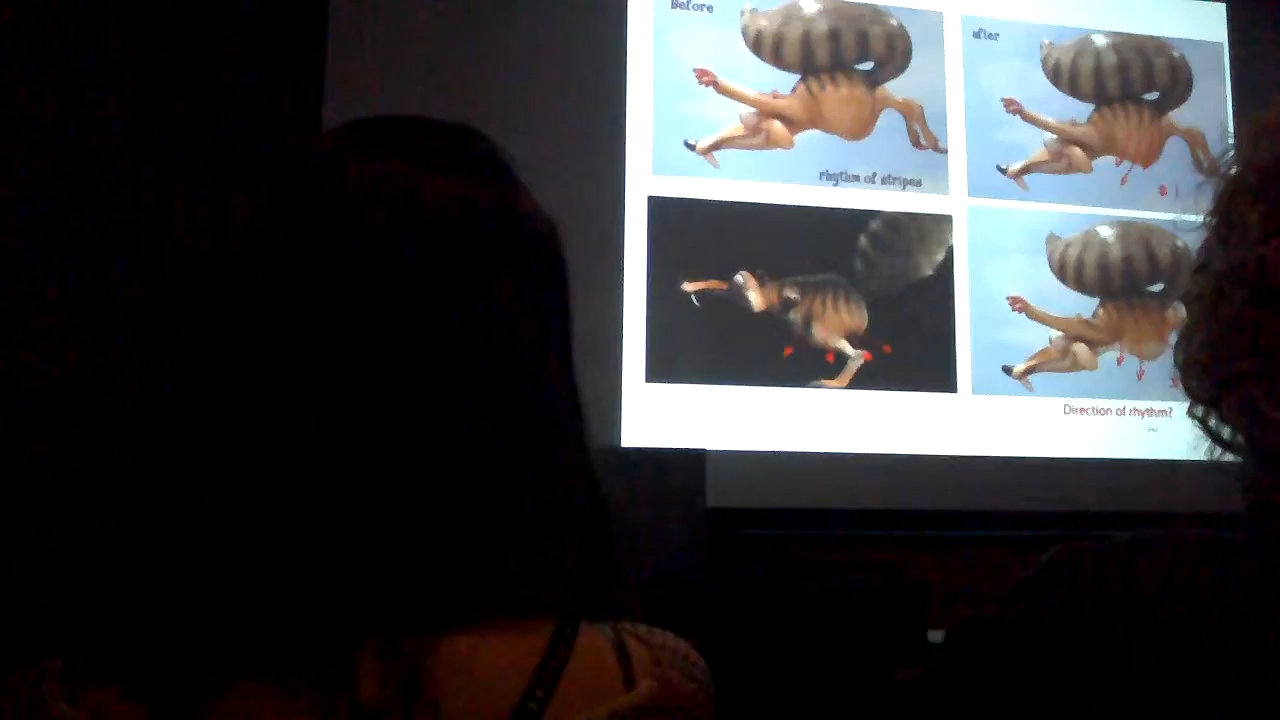 Before
after
rhythm of stripes
Direction of rhythm?